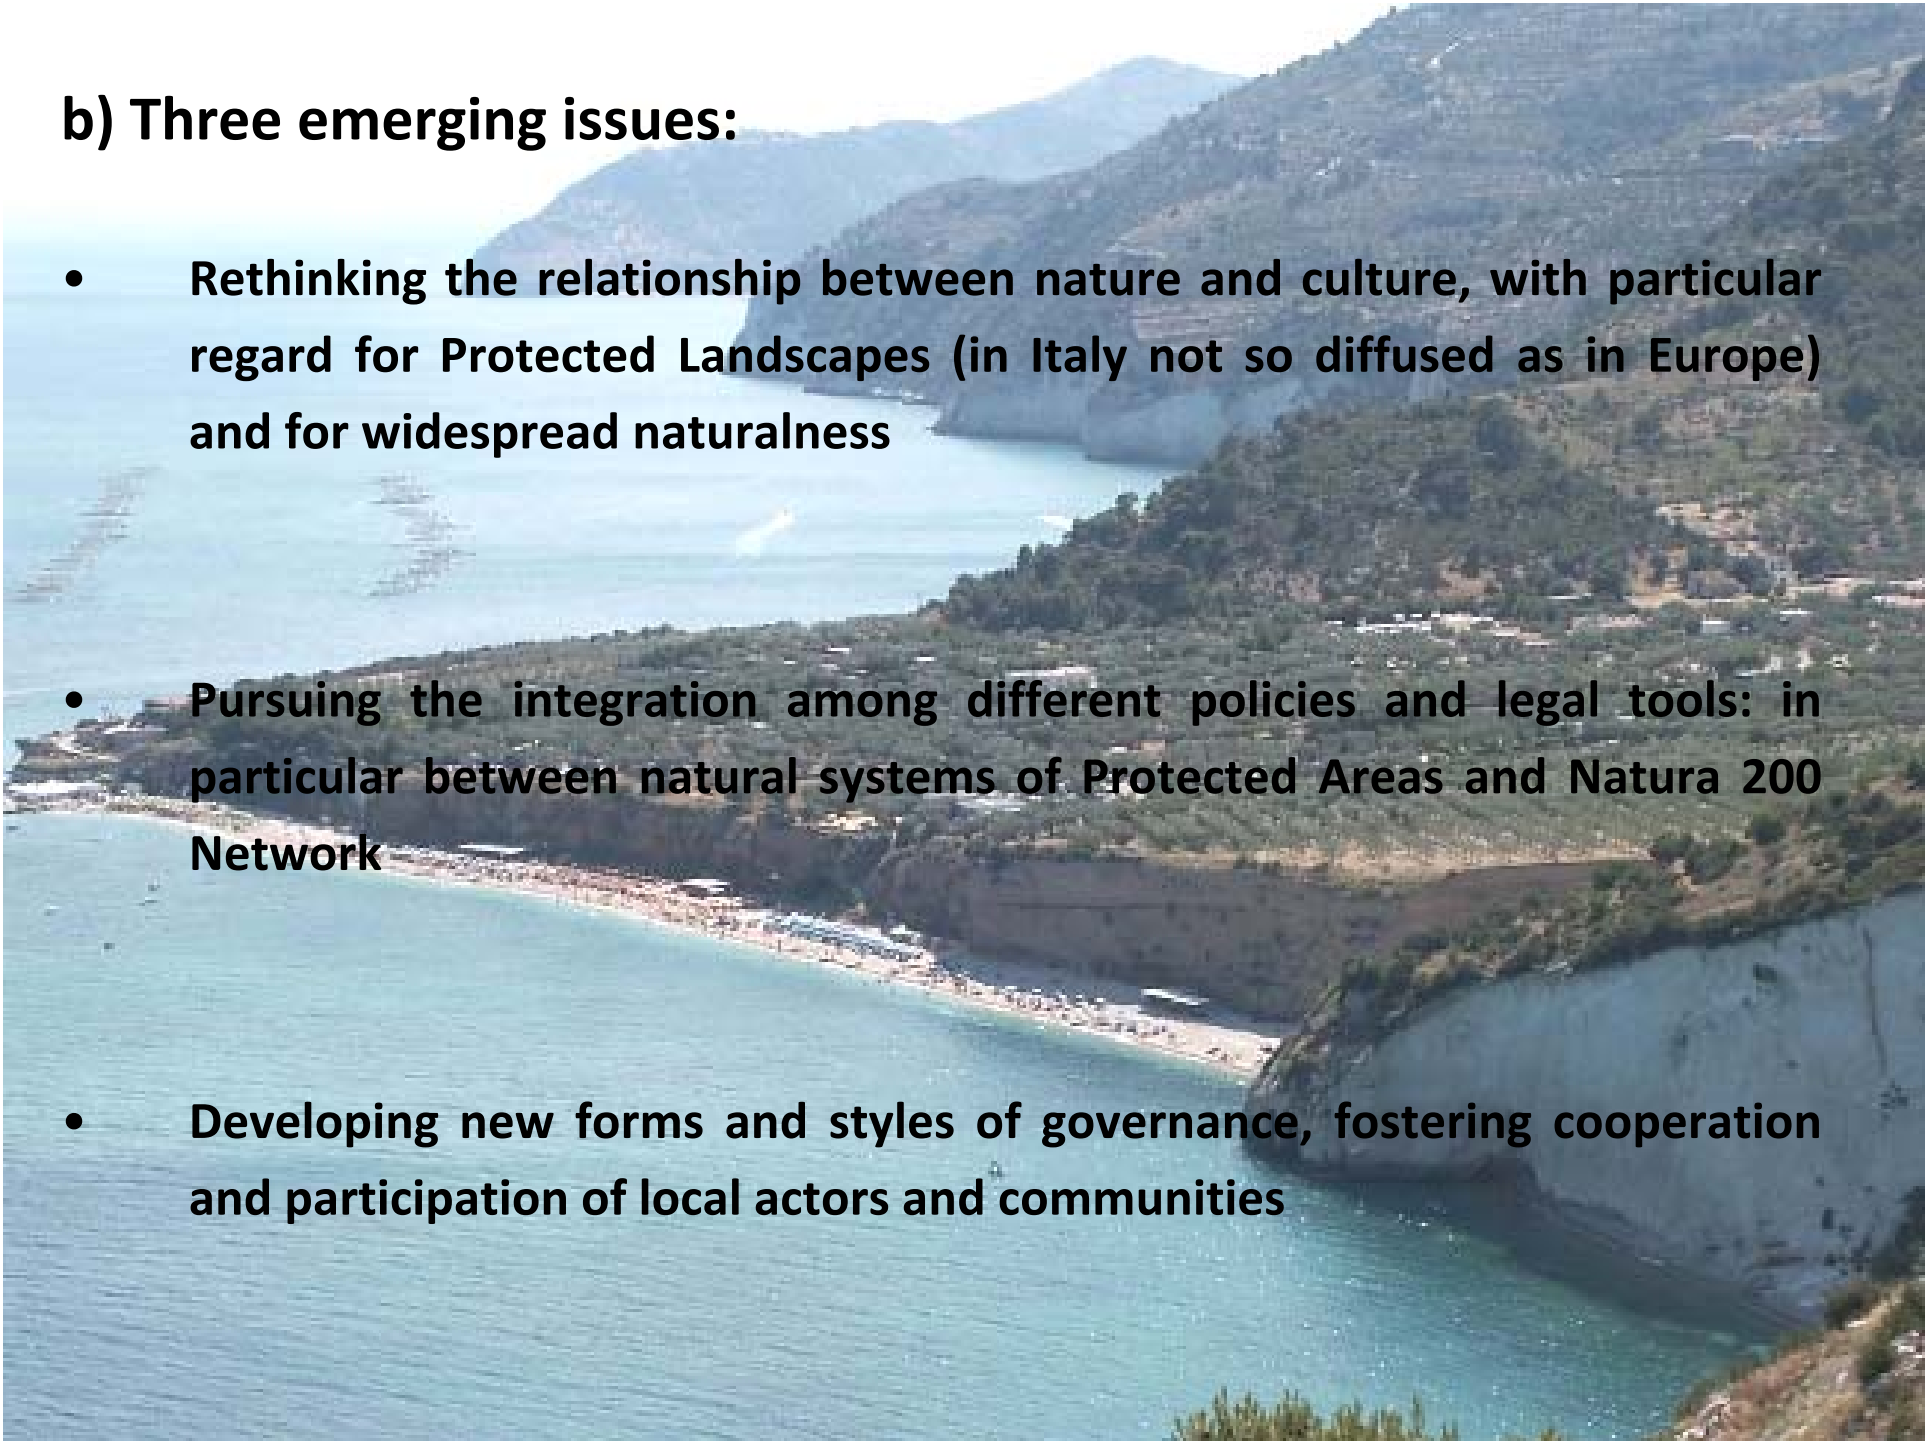 b) Three emerging issues:
• Rethinking the relationship between nature and culture, with particular
regard for Protected Landscapes (in Italy not so diffused as in Europe)
and for widespread naturalness
• Pursuing the integration among different policies and legal tools: in
particular between natural systems of Protected Areas and Natura 200
Network
• Developing new forms and styles of governance, fostering cooperation
and participation of local actors and communities